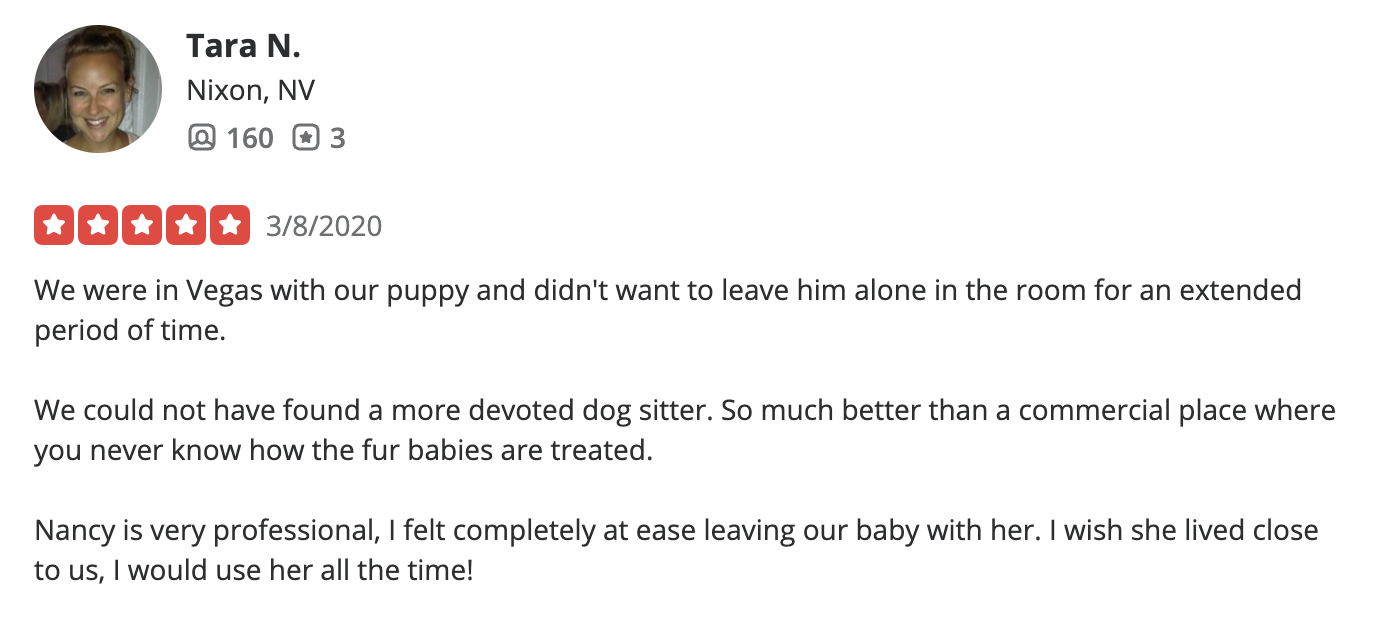 Tara N.
Nixon, NV
160 3
3/8/2020
We were in Vegas with our puppy and didn't want to leave him alone in the room for an extended
period of time.
We could not have found a more devoted dog sitter. So much better than a commercial place where
you never know how the fur babies are treated.
Nancy is very professional, I felt completely at ease leaving our baby with her. I wish she lived close
to us, I would use her all the time!